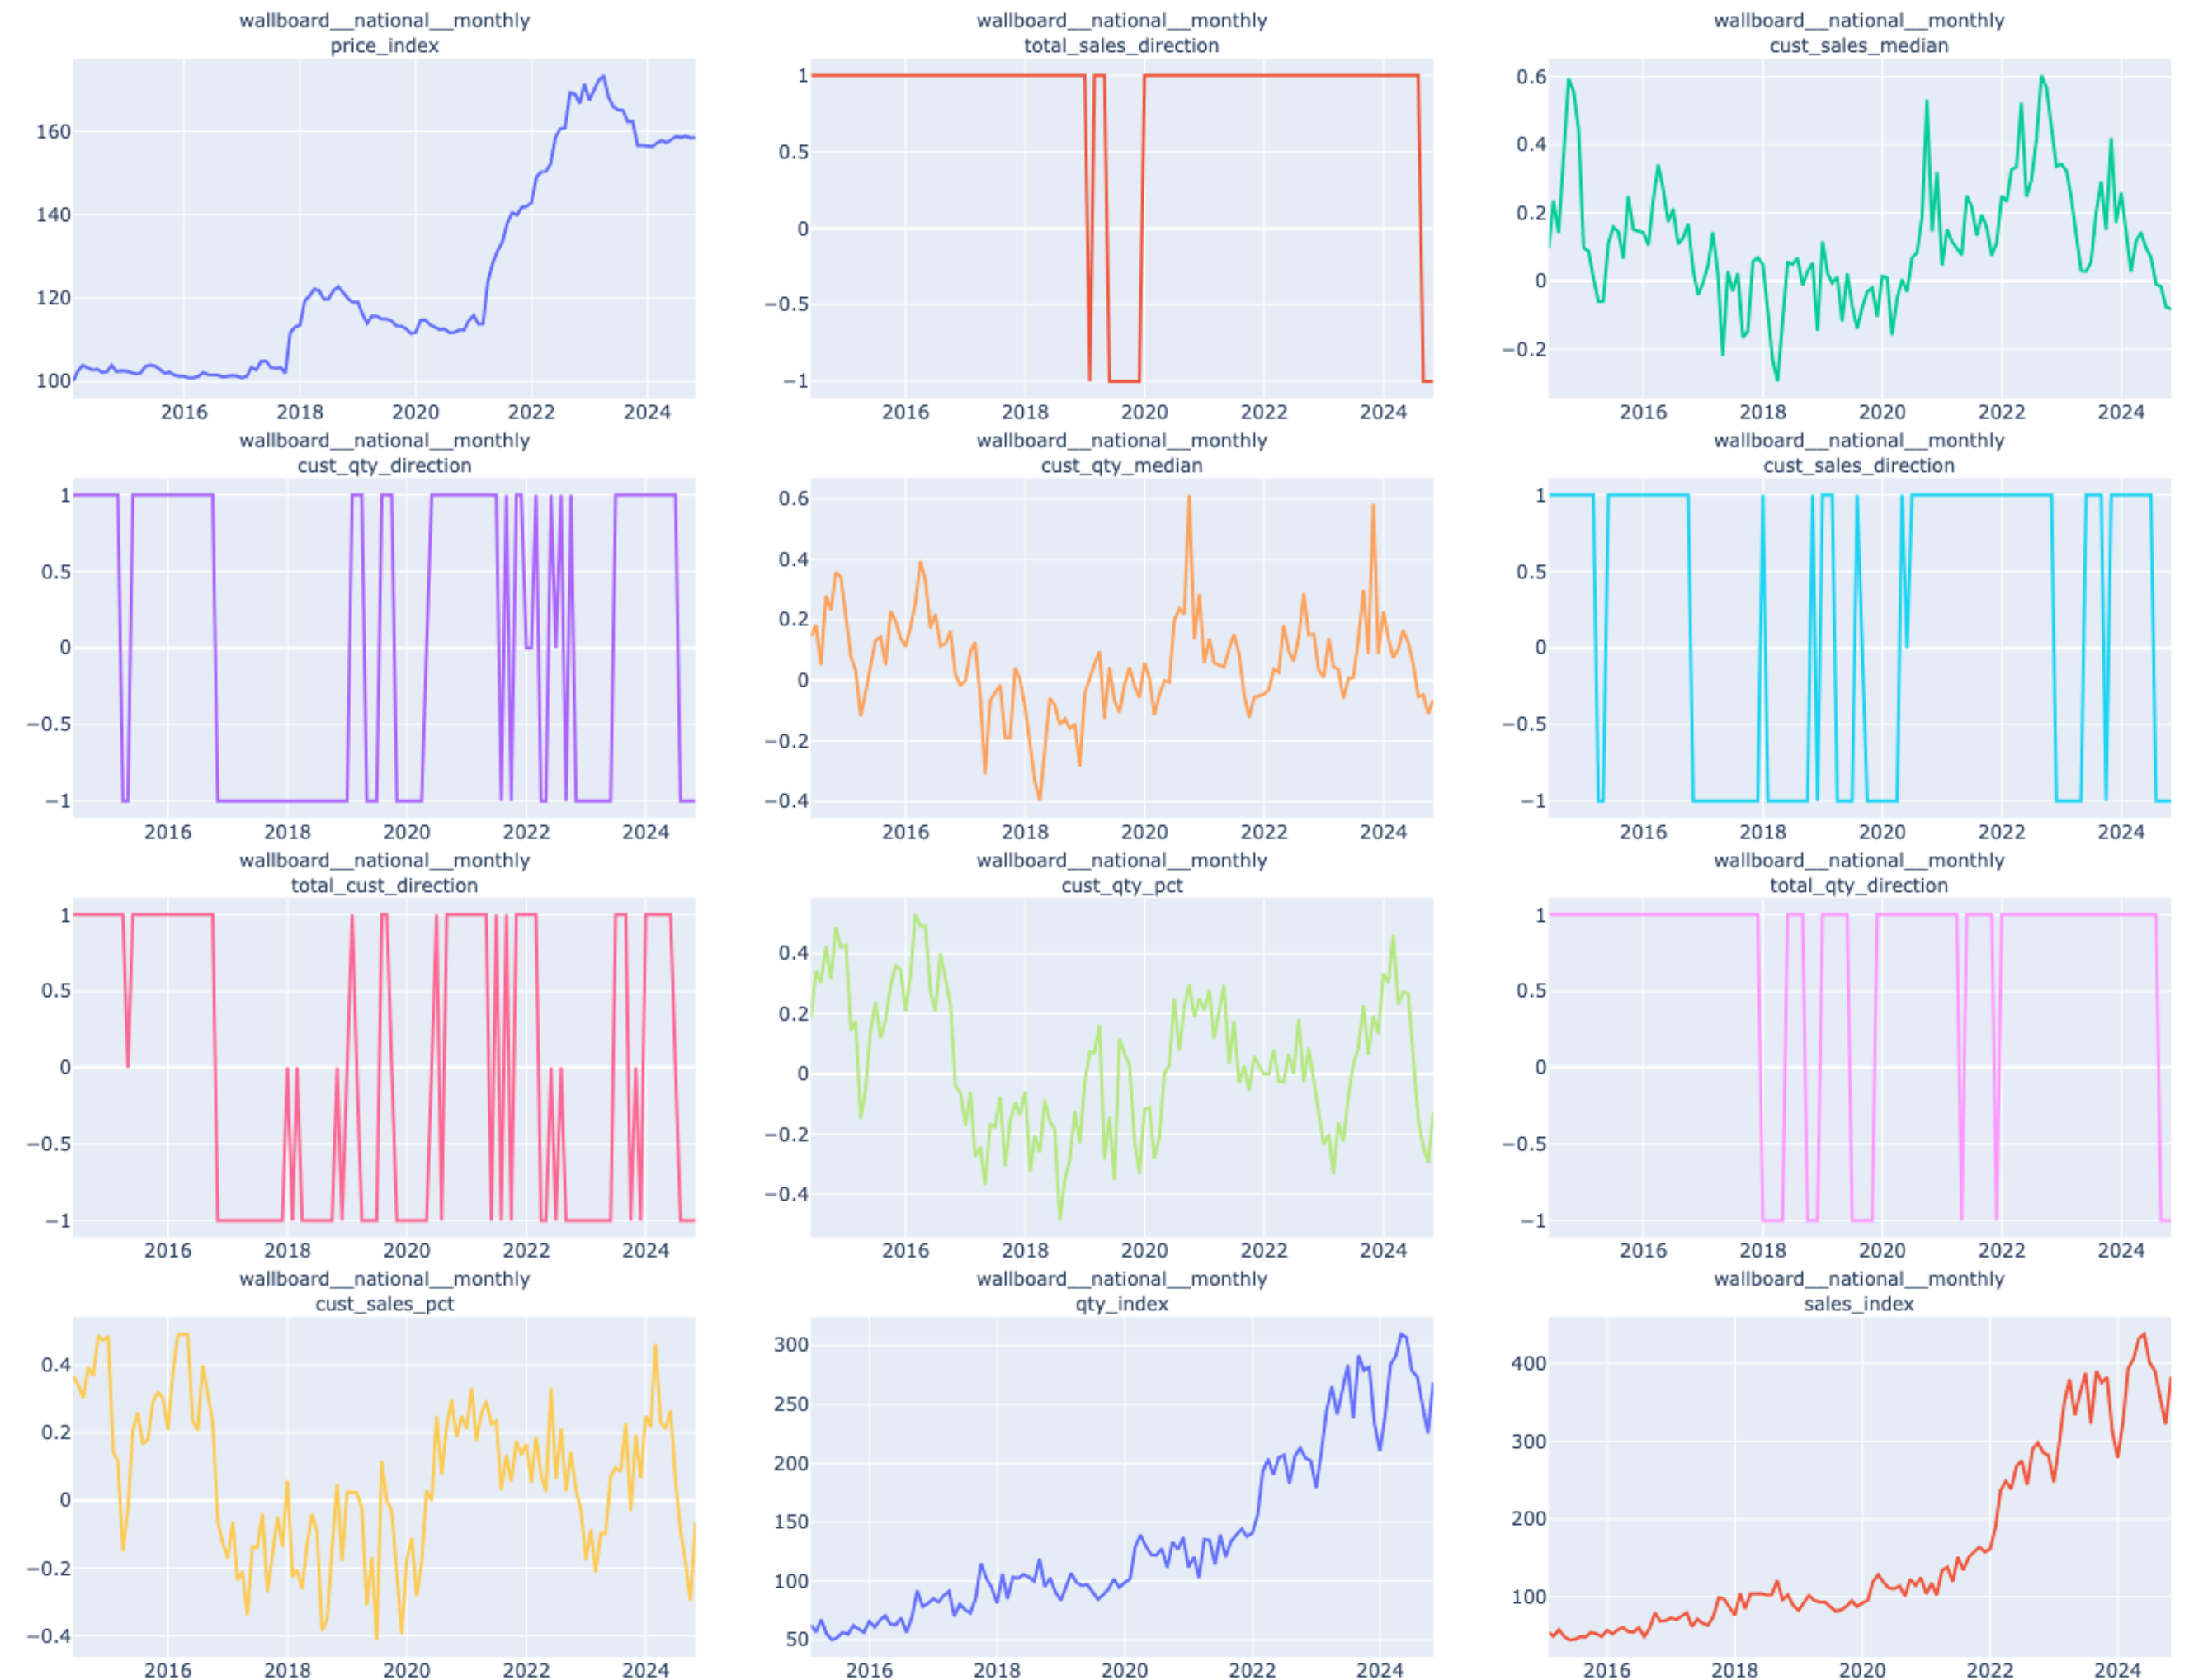 wallboard__national__monthly
price_index
160
140
120
100
2016 2018 2020 2022 2024
wallboard__national__monthly
total_sales_direction
1
0.5
0
−0.5
−1
2016 2018 2020 2022 2024
wallboard__national__monthly
cust_sales_median
0.6
0.4
0.2
0
−0.2
2016 2018 2020 2022 2024
wallboard__national__monthly
cust_qty_direction
1
0.5
0
−0.5
−1
2016 2018 2020 2022 2024
wallboard__national__monthly
cust_qty_median
0.6
0.4
0.2
0
−0.2
−0.4
2016 2018 2020 2022 2024
wallboard__national__monthly
cust_sales_direction
1
0.5
0
−0.5
−1
2016 2018 2020 2022 2024
wallboard__national__monthly
total_cust_direction
1
0.5
0
−0.5
−1
2016 2018 2020 2022 2024
wallboard__national__monthly
cust_qty_pct
0.4
0.2
0
−0.2
−0.4
2016 2018 2020 2022 2024
wallboard__national__monthly
total_qty_direction
1
0.5
0
−0.5
−1
2016 2018 2020 2022 2024
wallboard__national__monthly
cust_sales_pct
0.4
0.2
0
−0.2
−0.4
2016 2018 2020 2022 2024
wallboard__national__monthly
qty_index
300
250
200
150
100
50
2016 2018 2020 2022 2024
wallboard__national__monthly
sales_index
400
300
200
100
2016 2018 2020 2022 2024